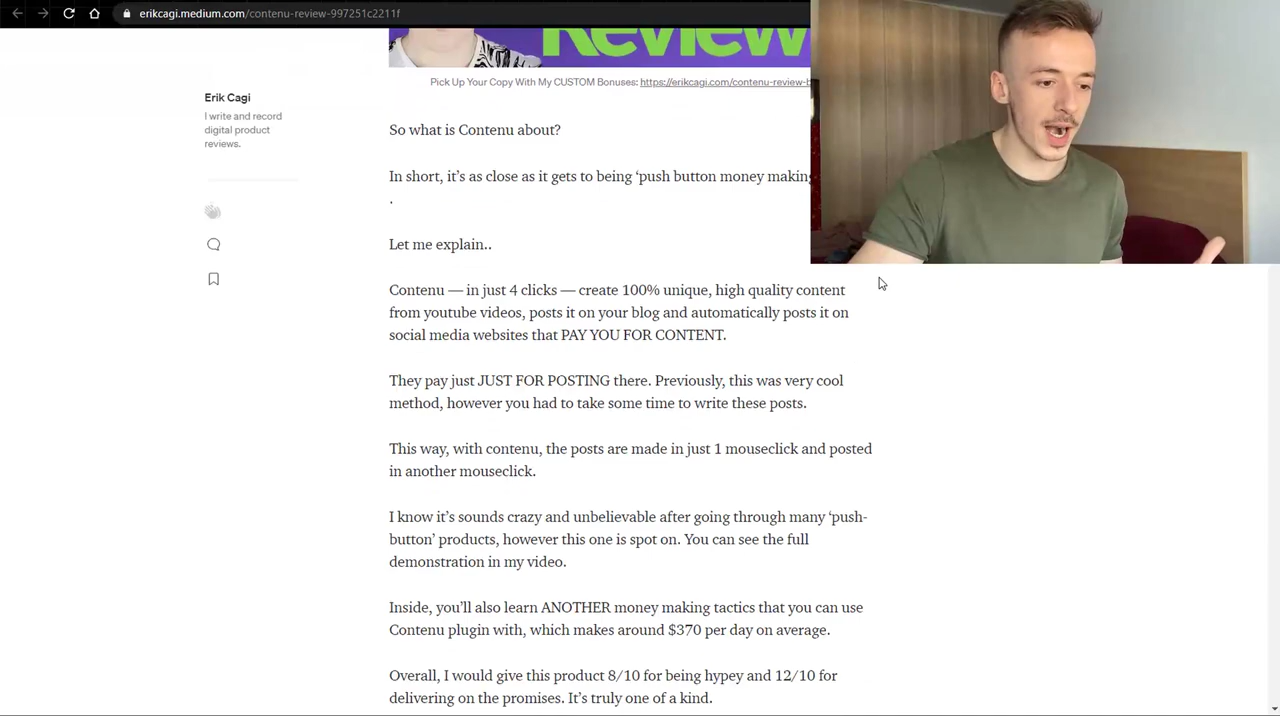 erikcagi.medium.com/contenu-review-997251c2211f
Review
Pick Up Your Copy With My CUSTOM Bonuses: https://erikcagi.com/contenu-review-b
Erik Cagi
I write and record
digital product
reviews.
So what is Contenu about?
In short, it's as close as it gets to being ‘push button money making
.
Let me explain..
Contenu — in just 4 clicks — create 100% unique, high quality content
from youtube videos, posts it on your blog and automatically posts it on
social media websites that PAY YOU FOR CONTENT.
They pay just JUST FOR POSTING there. Previously, this was very cool
method, however you had to take some time to write these posts.
This way, with contenu, the posts are made in just 1 mouseclick and posted
in another mouseclick.
I know it's sounds crazy and unbelievable after going through many ‘push-
button’ products, however this one is spot on. You can see the full
demonstration in my video.
Inside, you'll also learn ANOTHER money making tactics that you can use
Contenu plugin with, which makes around $370 per day on average.
Overall, I would give this product 8/10 for being hypey and 12/10 for
delivering on the promises. It's truly one of a kind.